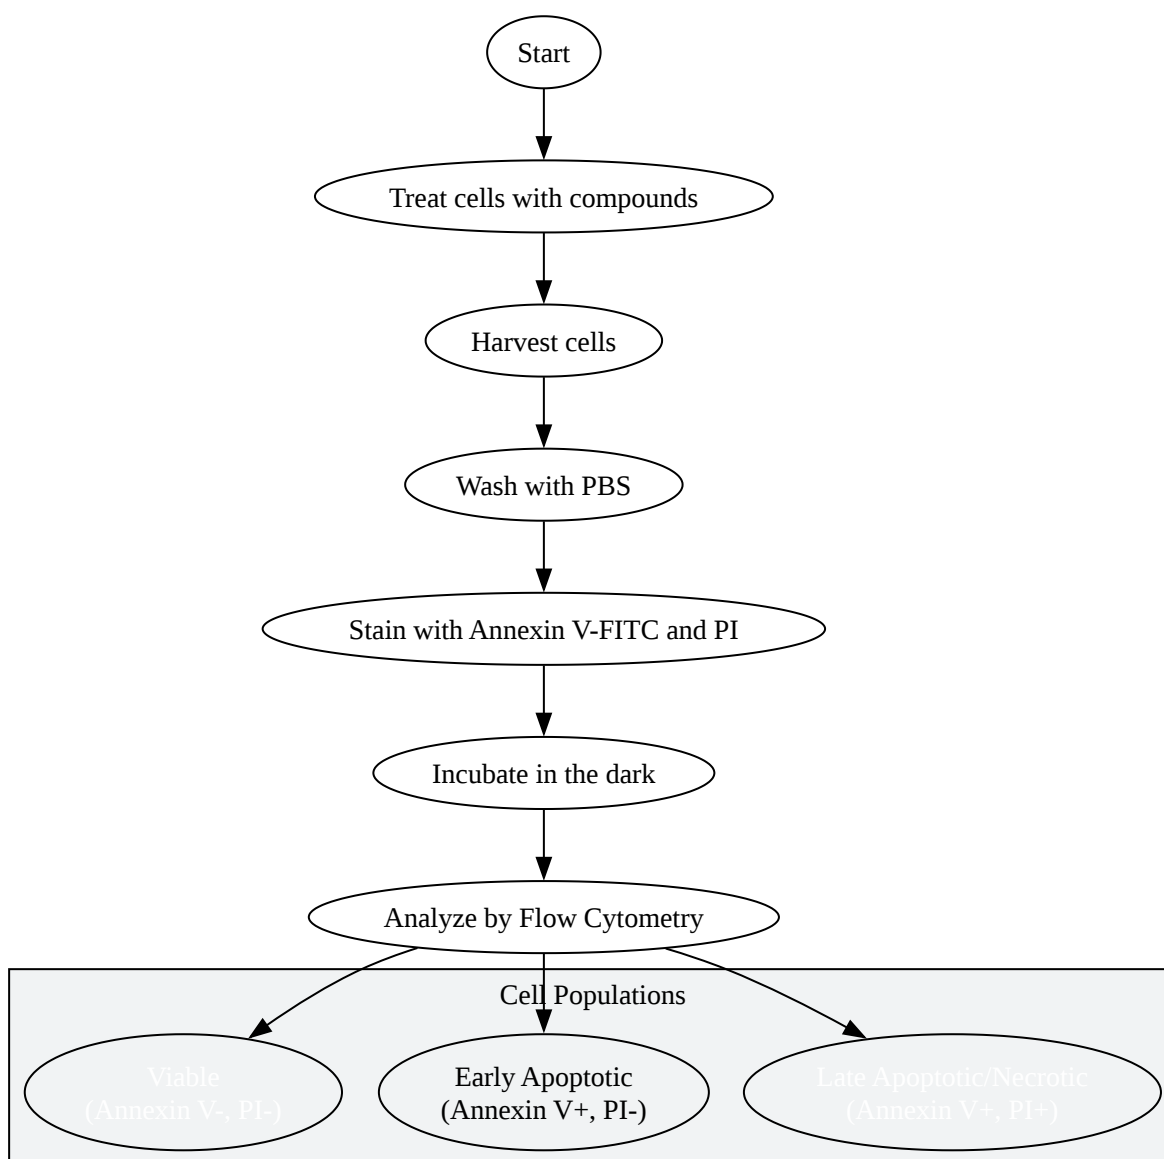 Start
Treat cells with compounds
Harvest cells
Wash with PBS
Stain with Annexin V-FITC and PI
Incubate in the dark
Analyze by Flow Cytometry
Cell Populations
Viable
(Annexin V-, PI-)
Early Apoptotic
(Annexin V+, PI-)
Late Apoptotic/Necrotic
(Annexin V+, PI+)